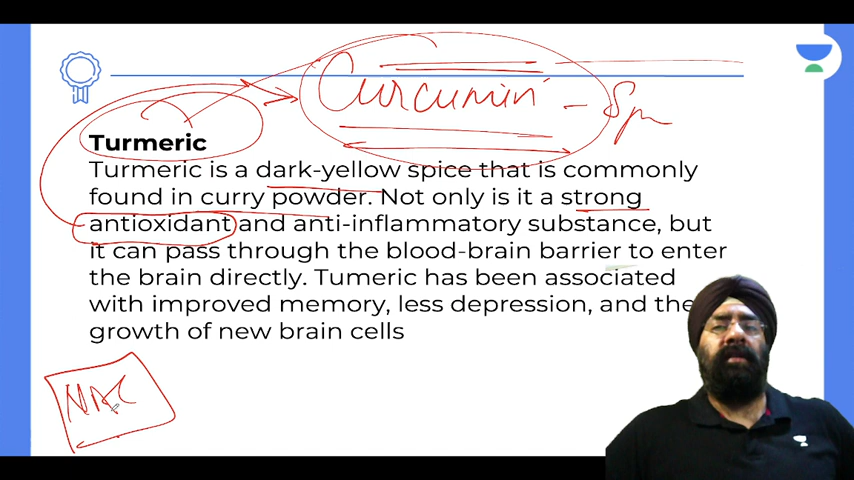 Curcumin - Spm
Turmeric
Turmeric is a dark-yellow spice that is commonly
found in curry powder. Not only is it a strong
antioxidant and anti-inflammatory substance, but
it can pass through the blood-brain barrier to enter
the brain directly. Tumeric has been associated
with improved memory, less depression, and the
growth of new brain cells
NAC